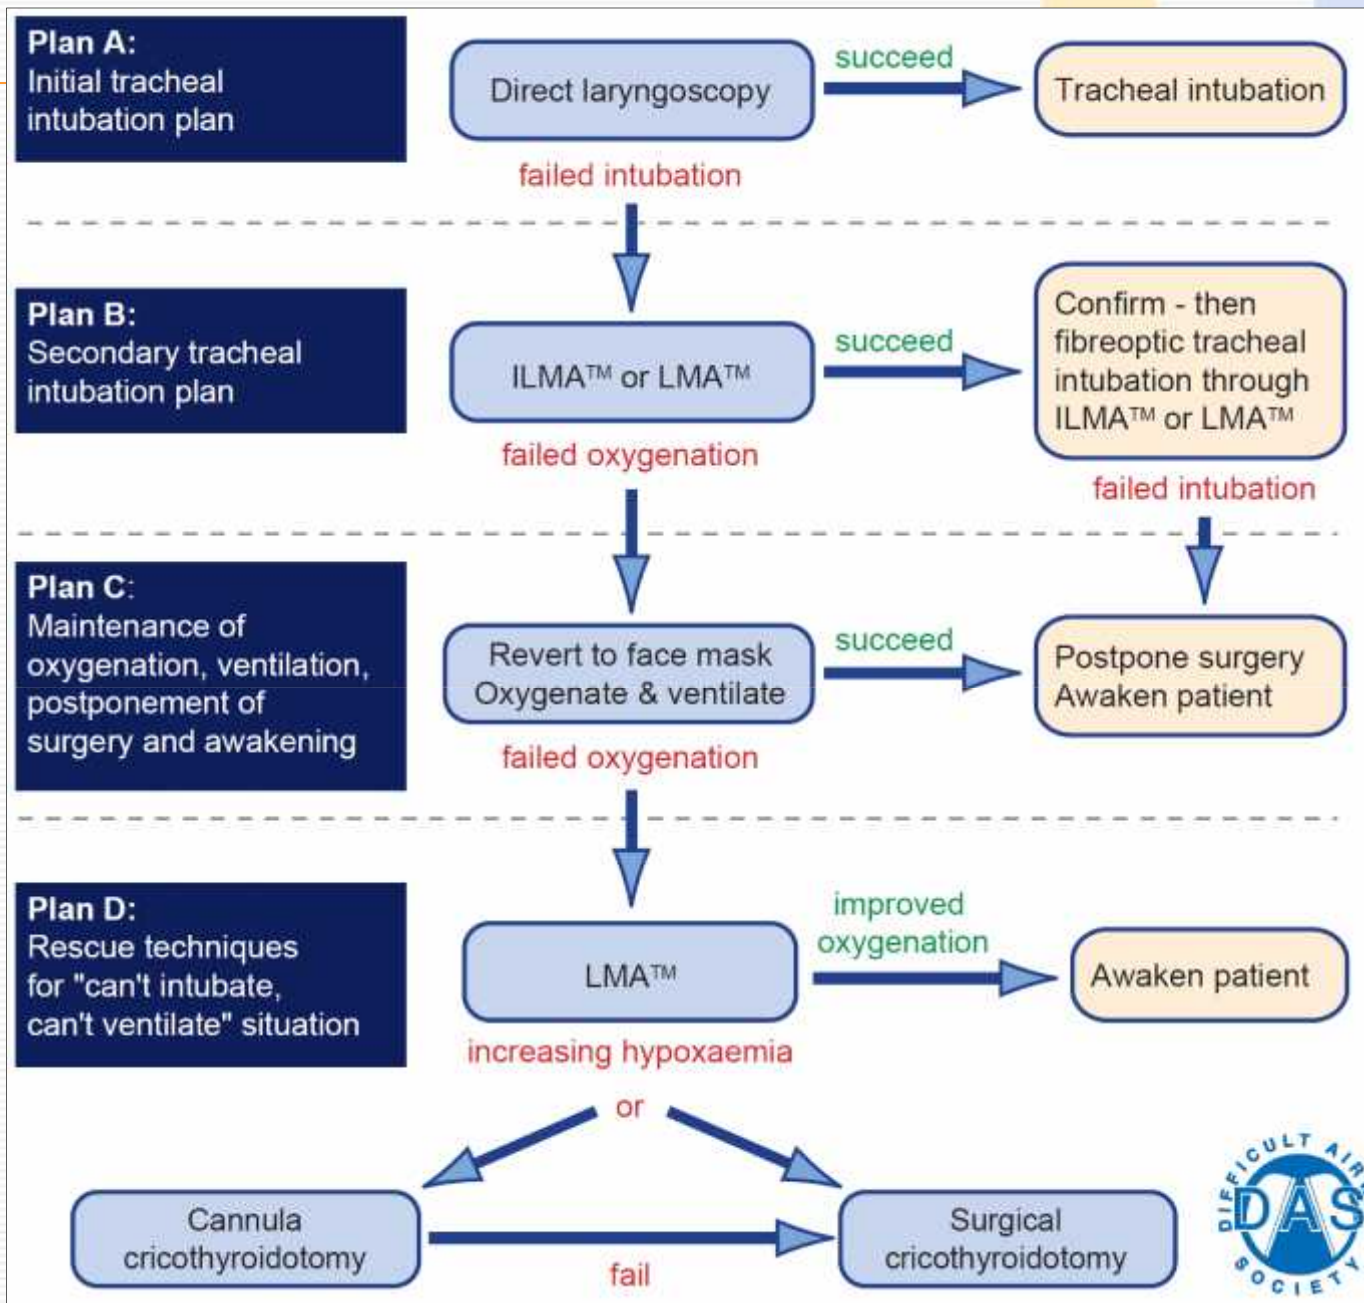 Plan A:
Initial tracheal
intubation plan
Direct laryngoscopy
succeed
Tracheal intubation
failed intubation
Plan B:
Secondary tracheal
intubation plan
ILMA™ or LMA™
succeed
Confirm - then
fibreoptic tracheal
intubation through
ILMA™ or LMA™
failed oxygenation
failed intubation
Plan C:
Maintenance of
oxygenation, ventilation,
postponement of
surgery and awakening
Revert to face mask
Oxygenate & ventilate
succeed
Postpone surgery
Awaken patient
failed oxygenation
Plan D:
Rescue techniques
for "can't intubate,
can't ventilate" situation
LMA™
improved
oxygenation
Awaken patient
increasing hypoxaemia
or
Cannula
cricothyroidotomy
fail
Surgical
cricothyroidotomy
DIFFICULT
DAS
SOCIETY